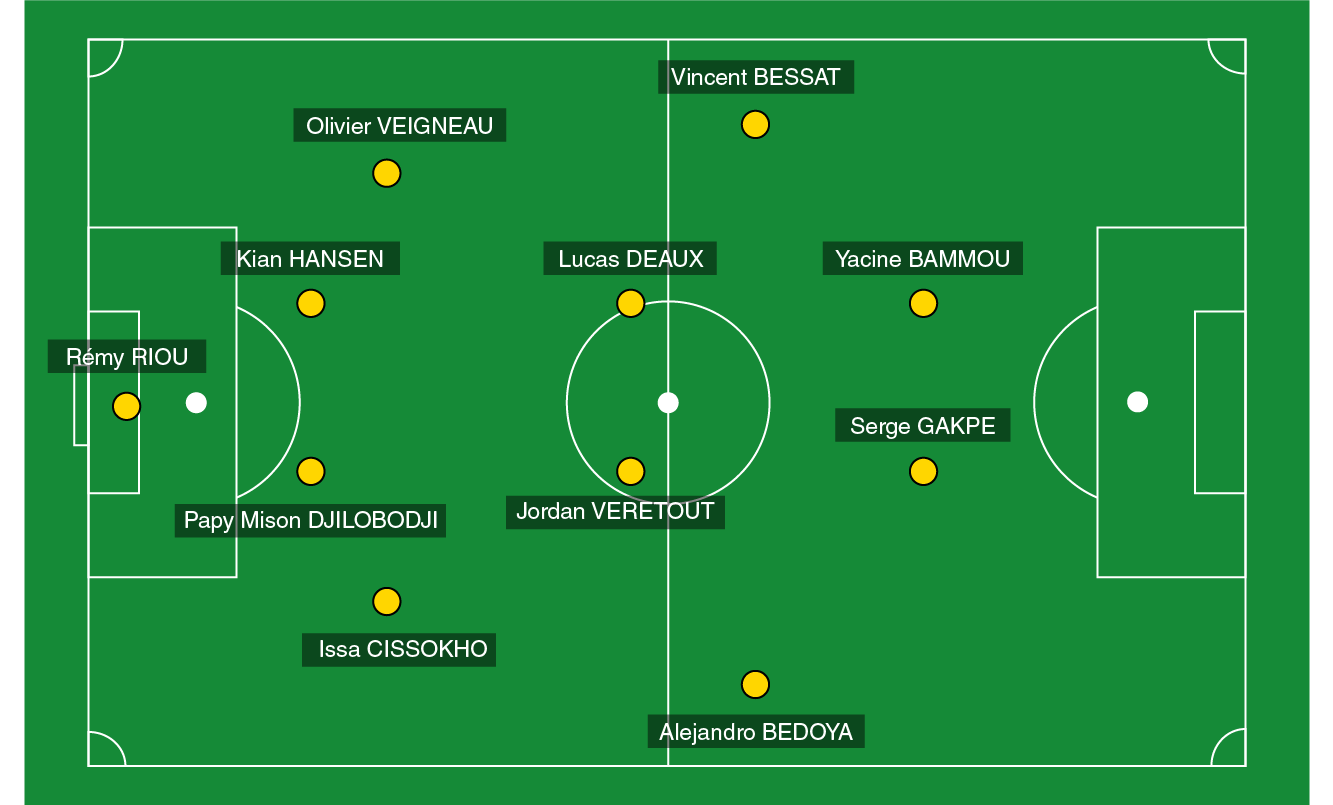 Vincent BESSAT
Olivier VEIGNEAU
Kian HANSEN
Lucas DEAUX
Yacine BAMMOU
Rémy RIOU
Serge GAKPE
Jordan VERETOUT
Papy Mison DJILOBODJI
Issa CISSOKHO
Alejandro BEDOYA